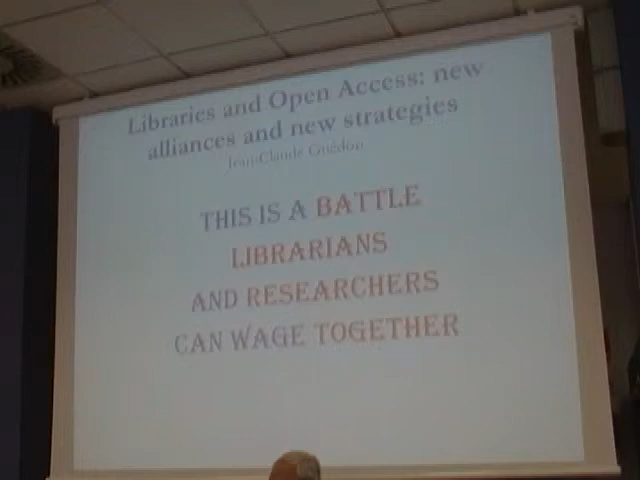 Libraries and Open Access: new
alliances and new strategies
Jean-Claude Guédon
THIS IS A BATTLE
LIBRARIANS
AND RESEARCHERS
CAN WAGE TOGETHER